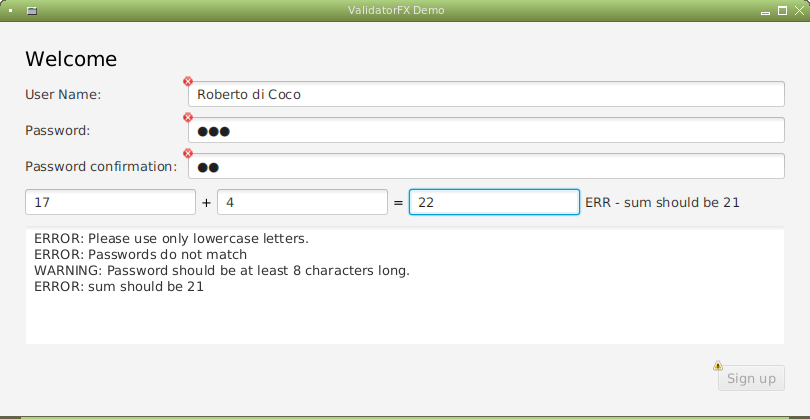 ValidatorFX Demo
Welcome
User Name: Roberto di Coco
Password: ●●●
Password confirmation: ●●
17 + 4 = 22 ERR - sum should be 21
ERROR: Please use only lowercase letters.
ERROR: Passwords do not match
WARNING: Password should be at least 8 characters long.
ERROR: sum should be 21
Sign up